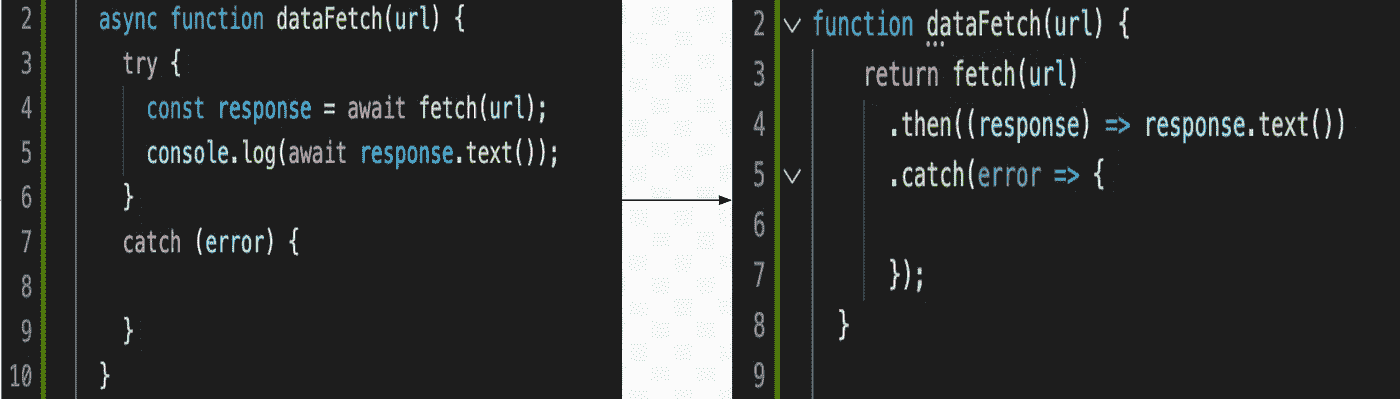 2 async function dataFetch(url) {
3 try {
4 const response = await fetch(url);
5 console.log(await response.text());
6 }
7 catch (error) {
8
9 }
10 }
2 function dataFetch(url) {
3 return fetch(url)
4 .then((response) => response.text())
5 .catch(error => {
6
7 });
8 }
9